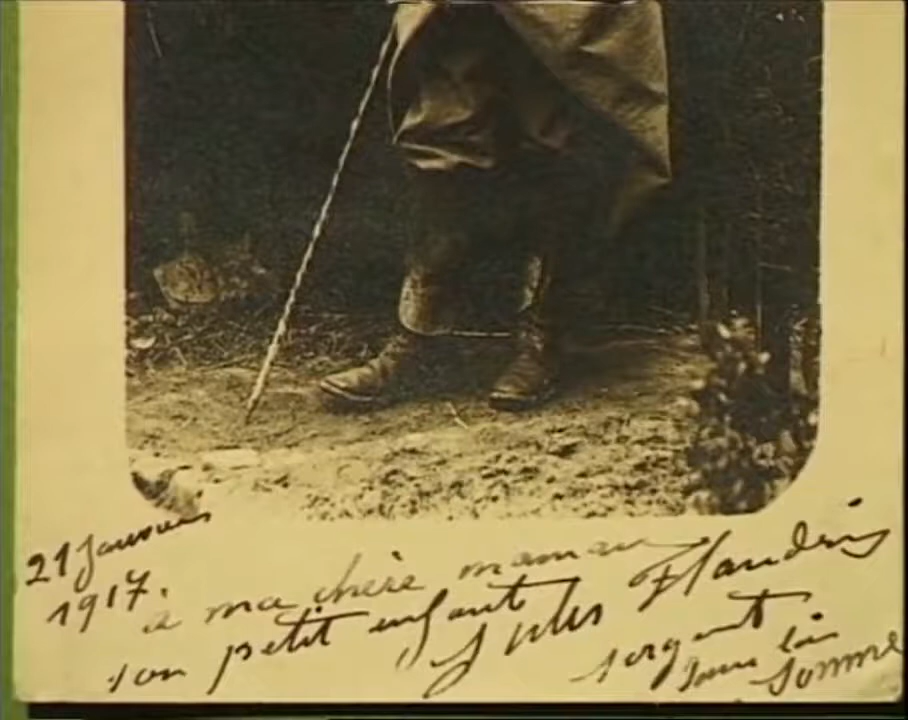 21 Janvier
1917.
a ma chère maman
son petit enfant Jules Flandrin
sergent
dans la
Somme